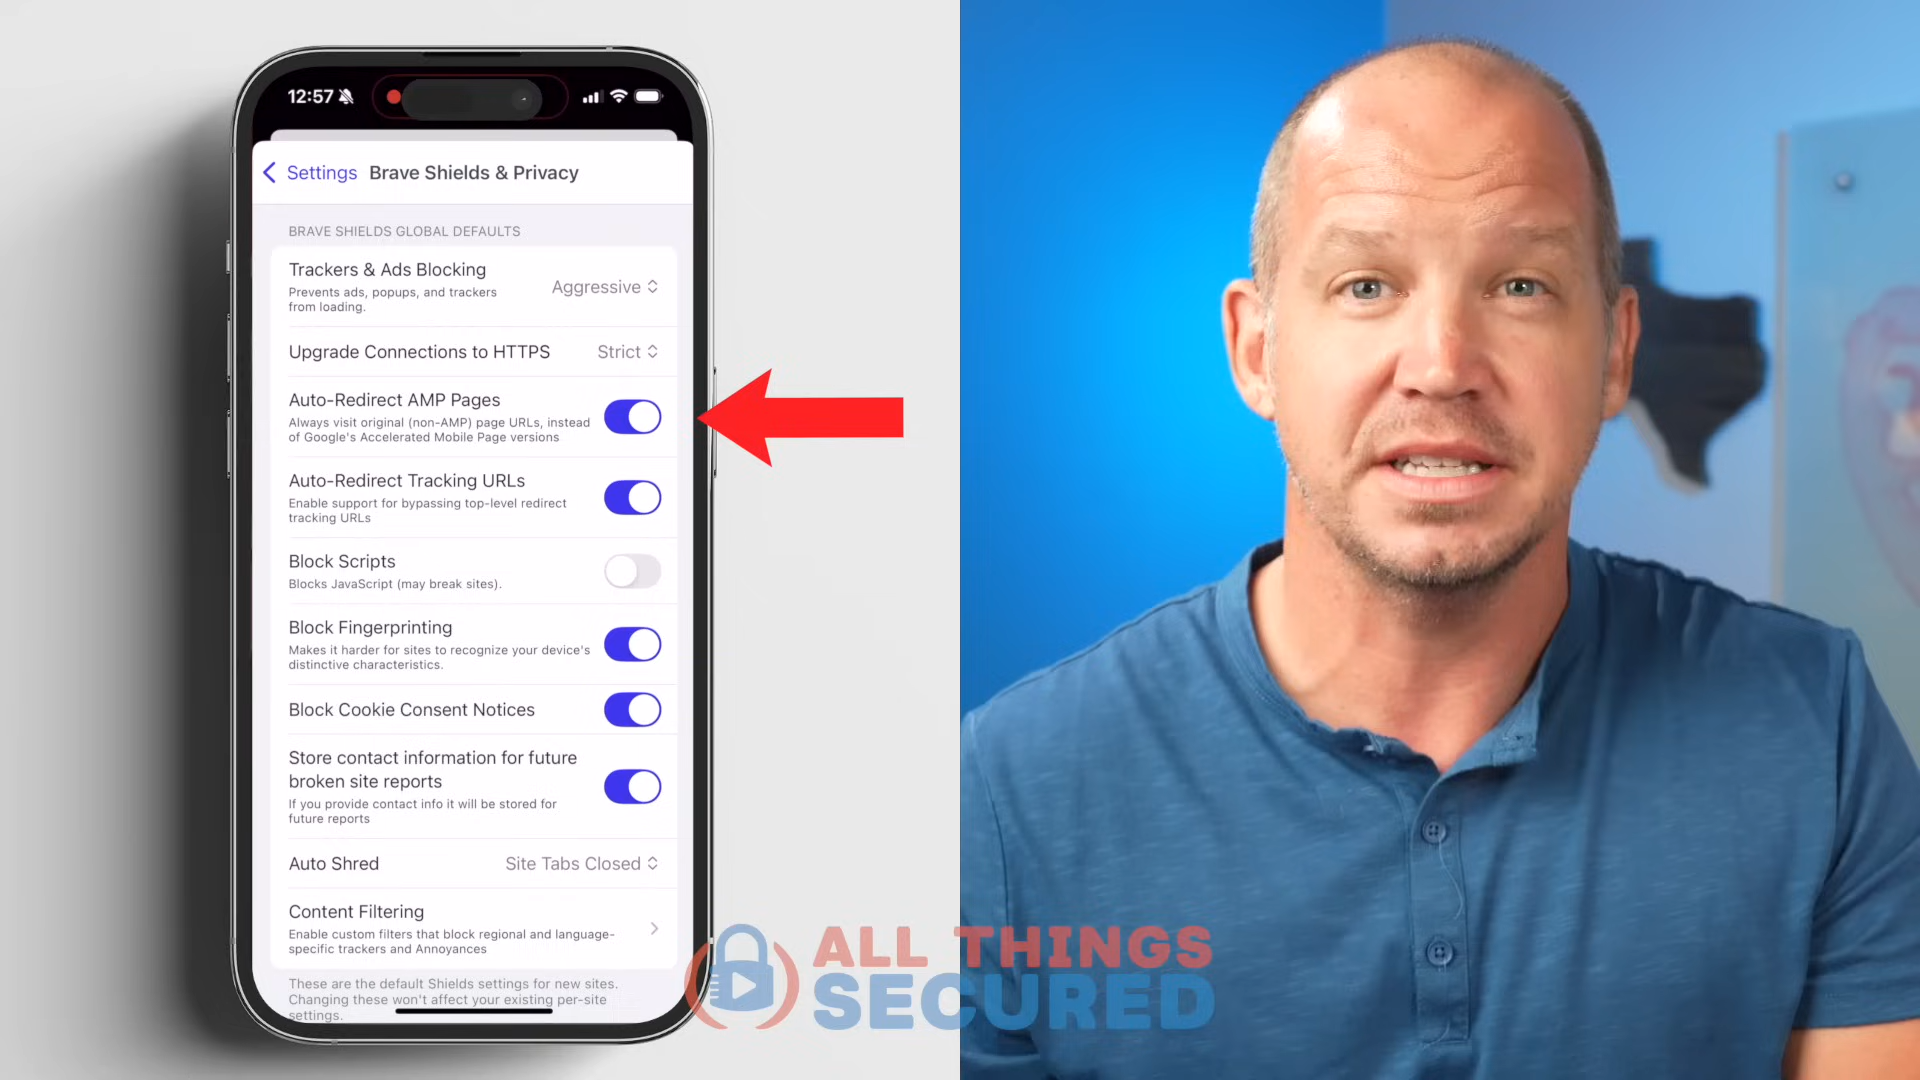 12:57
Settings Brave Shields & Privacy
BRAVE SHIELDS GLOBAL DEFAULTS
Trackers & Ads Blocking
Prevents ads, popups, and trackers
from loading.
Aggressive
Upgrade Connections to HTTPS Strict
Auto-Redirect AMP Pages
Always visit original (non-AMP) page URLs, instead
of Google's Accelerated Mobile Page versions
Auto-Redirect Tracking URLs
Enable support for bypassing top-level redirect
tracking URLs
Block Scripts
Blocks JavaScript (may break sites).
Block Fingerprinting
Makes it harder for sites to recognize your device's
distinctive characteristics.
Block Cookie Consent Notices
Store contact information for future
broken site reports
If you provide contact info it will be stored for
future reports
Auto Shred Site Tabs Closed
Content Filtering
Enable custom filters that block regional and language-
specific trackers and Annoyances
These are the default Shields settings for new sites.
Changing these won't affect your existing per-site
settings.
ALL THINGS
SECURED